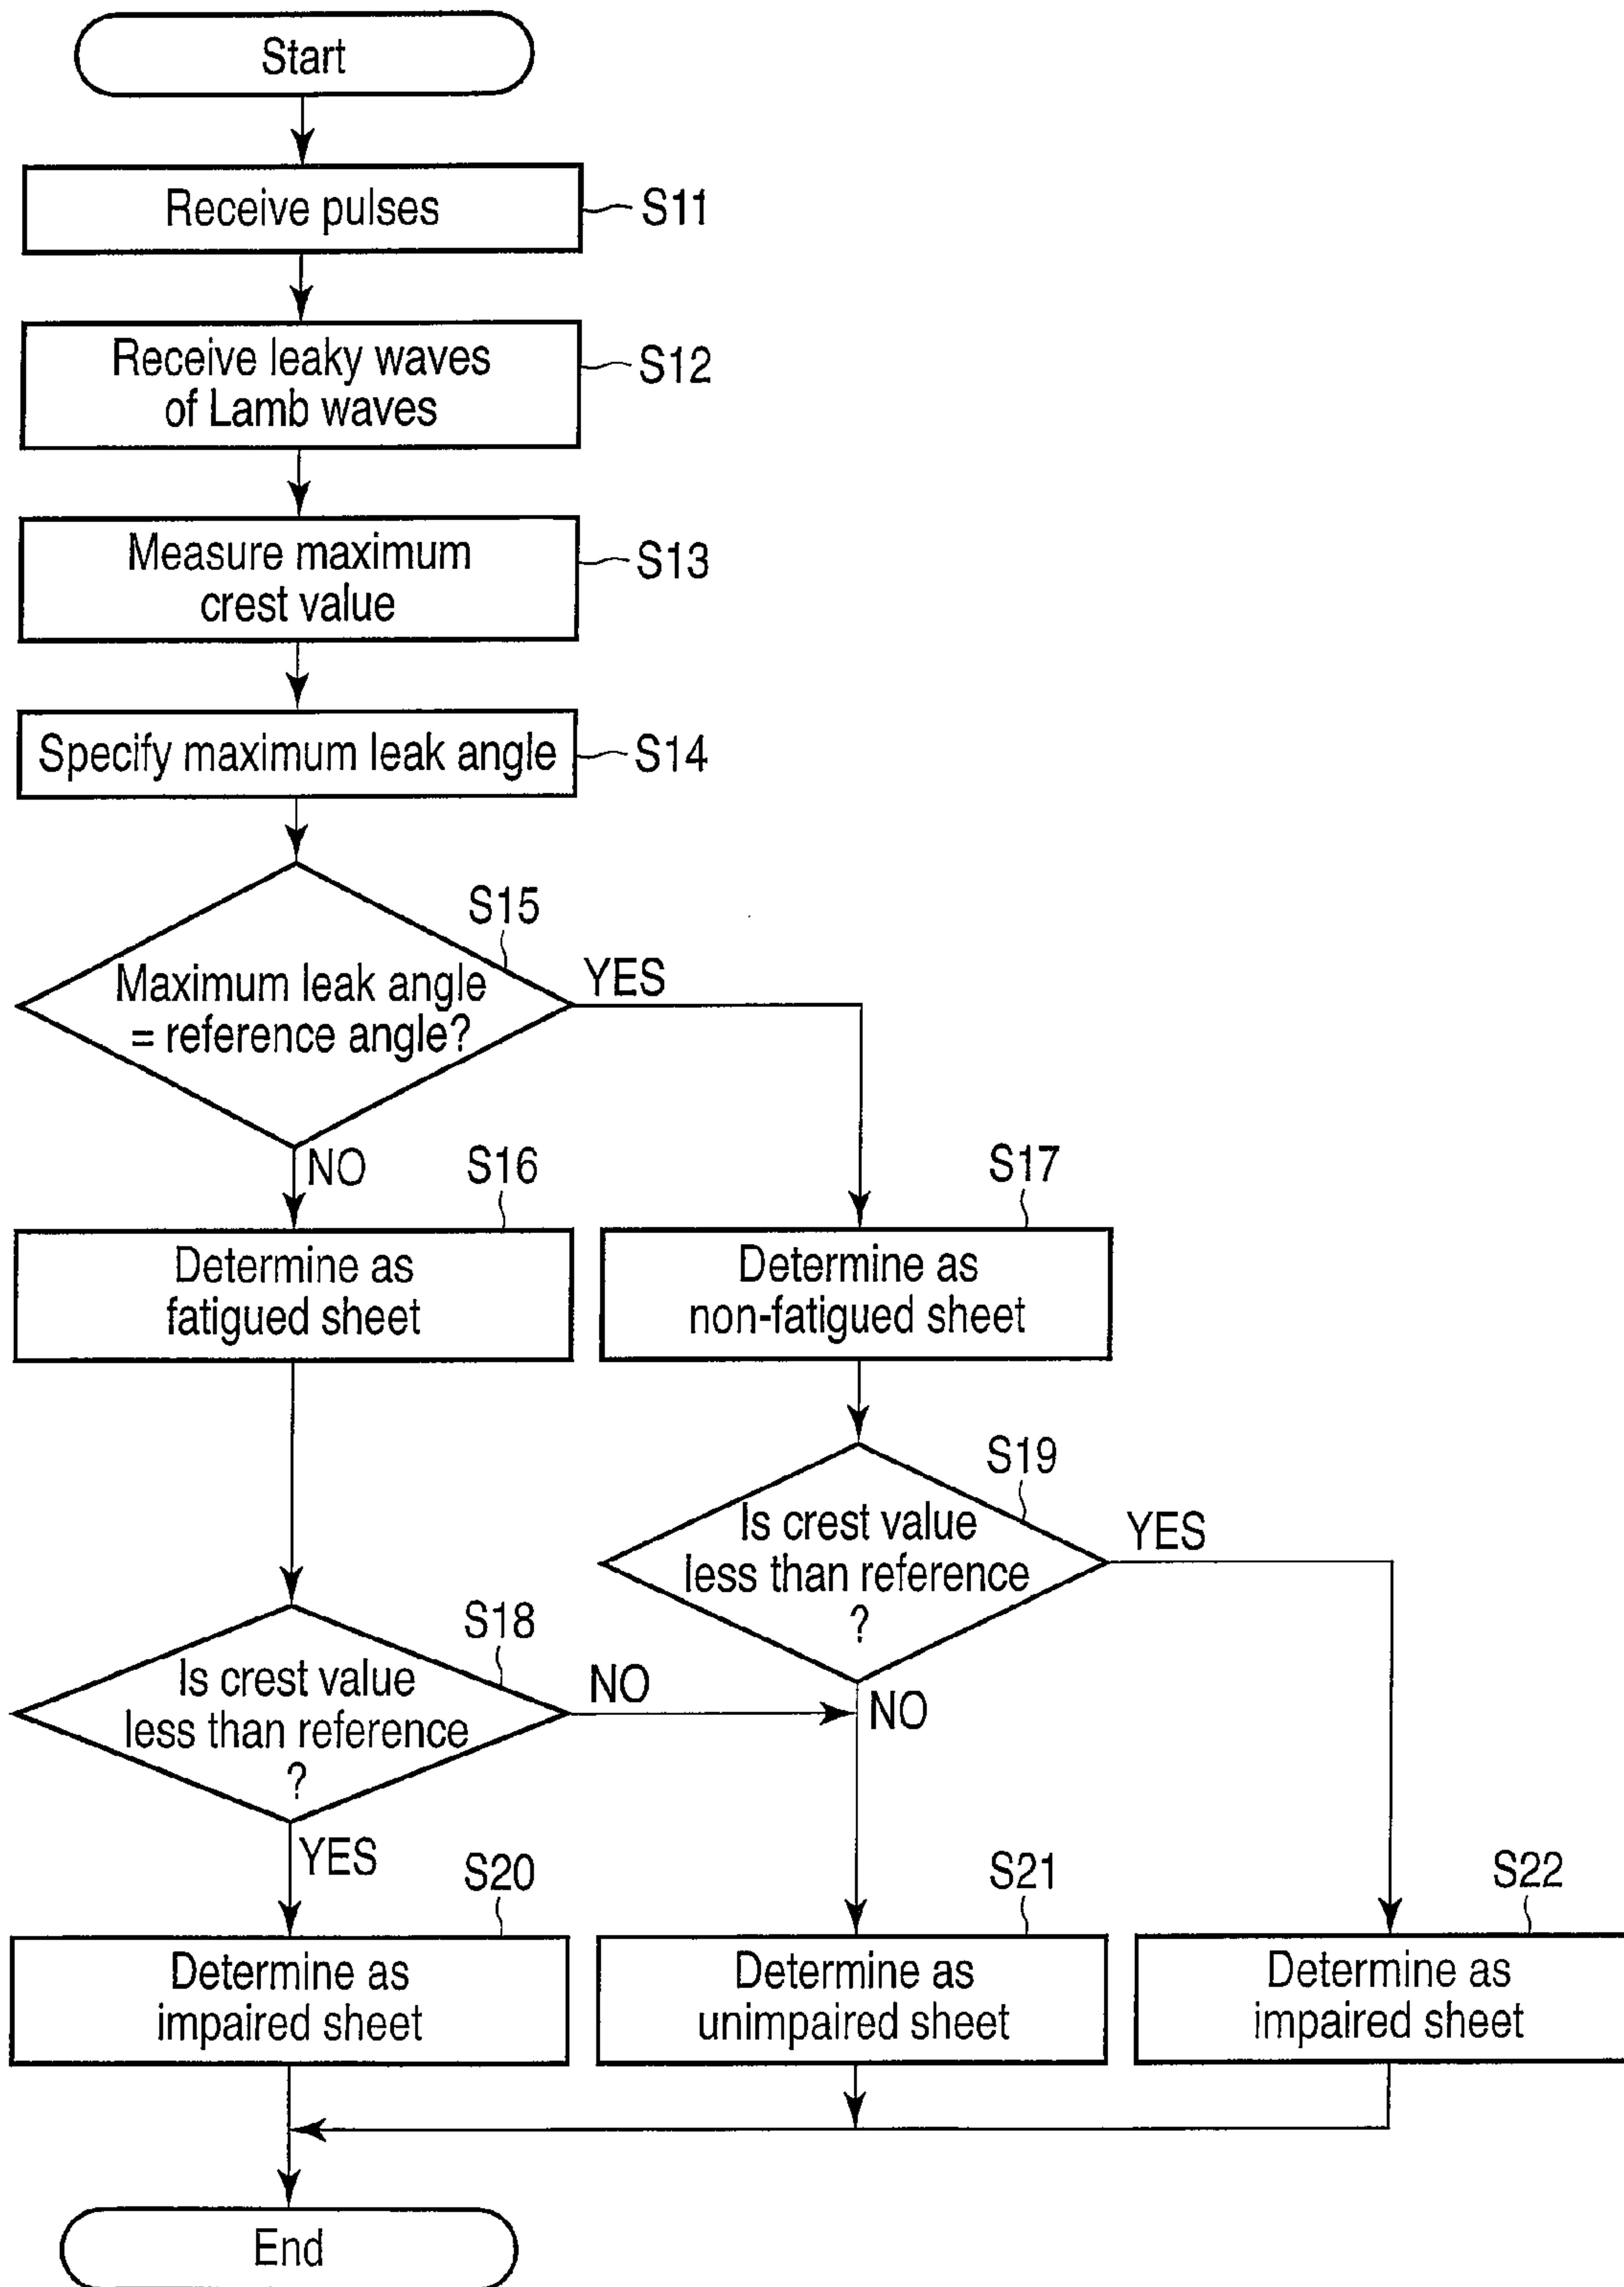 Start
Receive pulses
S11
Receive leaky waves
of Lamb waves
S12
Measure maximum
crest value
S13
Specify maximum leak angle
S14
S15
Maximum leak angle
= reference angle?
YES
NO
S16
Determine as
fatigued sheet
S17
Determine as
non-fatigued sheet
S19
Is crest value
less than reference
?
YES
NO
S18
Is crest value
less than reference
?
NO
YES
S20
Determine as
impaired sheet
S21
Determine as
unimpaired sheet
S22
Determine as
impaired sheet
End